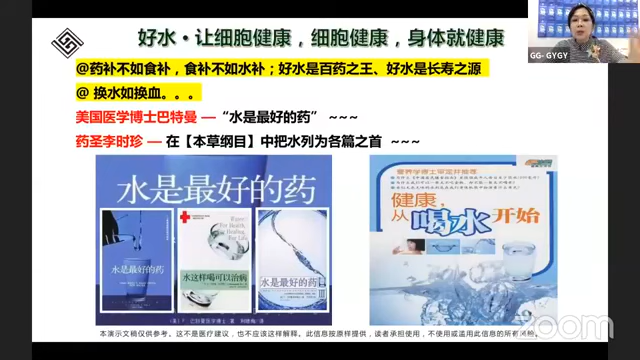 好水·让细胞健康，细胞健康，身体就健康
@药补不如食补，食补不如水补；好水是百药之王、好水是长寿之源
@ 换水如换血。。。
美国医学博士巴特曼 — “水是最好的药” ~~~
药圣李时珍 — 在【本草纲目】中把水列为各篇之首 ~~~
水是最好的药
水是最好的药
水这样喝可以治病
水是最好的药
III
健康，
从喝水开始
本演示文稿仅供参考。这不是医疗建议，也不应该这样解释。此信息按原样提供，读者承担使用，不使用或滥用此信息的所有风险。
GG- GYGY
zoom